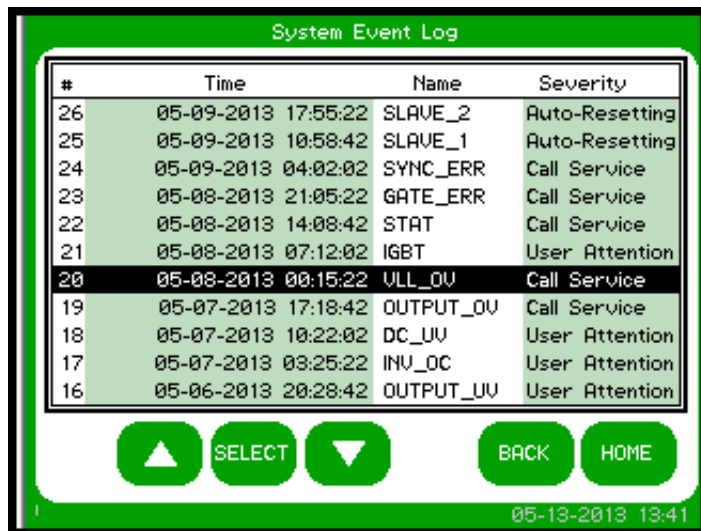 System Event Log
# Time Name Severity
26 05-09-2013 17:55:22 SLAVE_2 Auto-Resetting
25 05-09-2013 10:58:42 SLAVE_1 Auto-Resetting
24 05-09-2013 04:02:02 SYNC_ERR Call Service
23 05-08-2013 21:05:22 GATE_ERR Call Service
22 05-08-2013 14:08:42 STAT Call Service
21 05-08-2013 07:12:02 IGBT User Attention
20 05-08-2013 00:15:22 VLL_OV Call Service
19 05-07-2013 17:18:42 OUTPUT_OV Call Service
18 05-07-2013 10:22:02 DC_UV User Attention
17 05-07-2013 03:25:22 INV_OC User Attention
16 05-06-2013 20:28:42 OUTPUT_UV User Attention
SELECT BACK HOME
05-13-2013 13:41